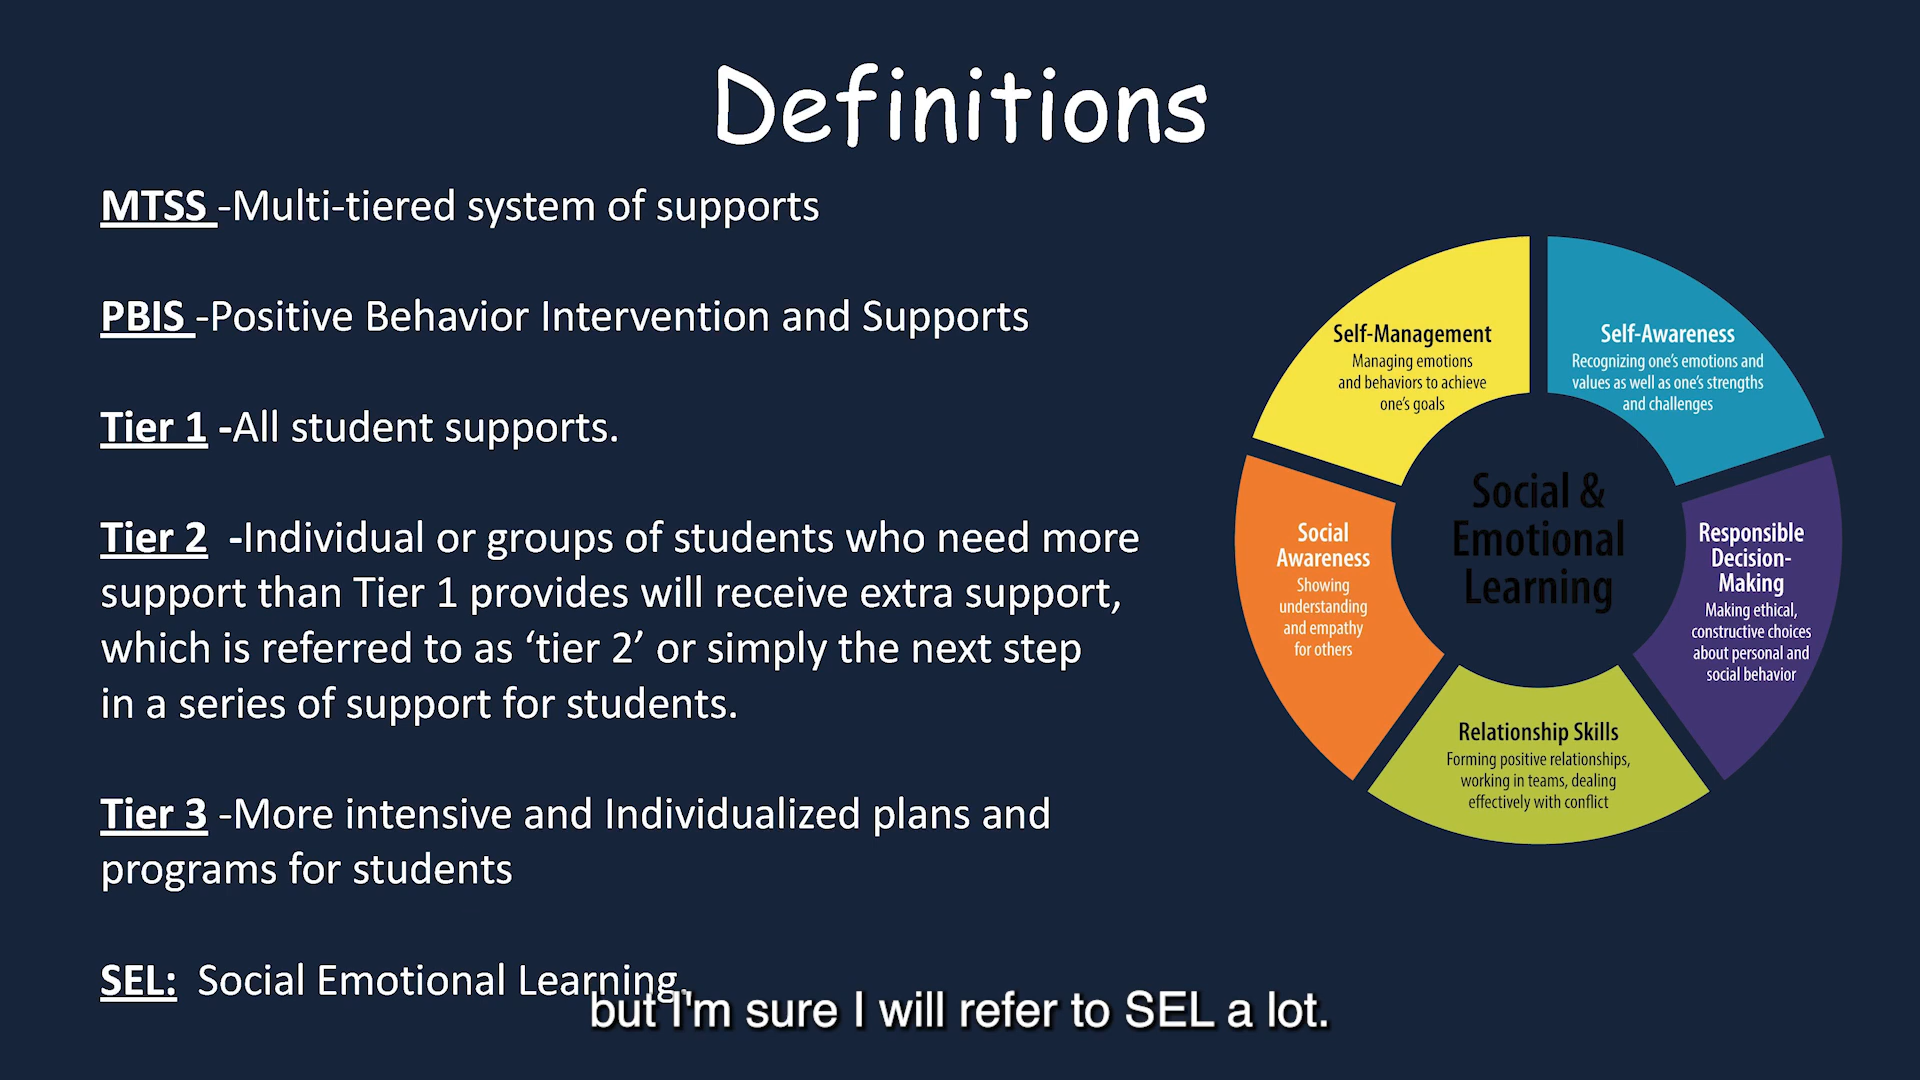 Definitions
MTSS -Multi-tiered system of supports
PBIS -Positive Behavior Intervention and Supports
Tier 1 -All student supports.
Tier 2 -Individual or groups of students who need more
support than Tier 1 provides will receive extra support,
which is referred to as ‘tier 2’ or simply the next step
in a series of support for students.
Tier 3 -More intensive and Individualized plans and
programs for students
SEL: Social Emotional Learning.
Self-Management
Managing emotions
and behaviors to achieve
one's goals
Self-Awareness
Recognizing one's emotions and
values as well as one's strengths
and challenges
Social
Awareness
Showing
understanding
and empathy
for others
Social &
Emotional
Learning
Responsible
Decision-
Making
Making ethical,
constructive choices
about personal and
social behavior
Relationship Skills
Forming positive relationships,
working in teams, dealing
effectively with conflict
but I'm sure I will refer to SEL a lot.